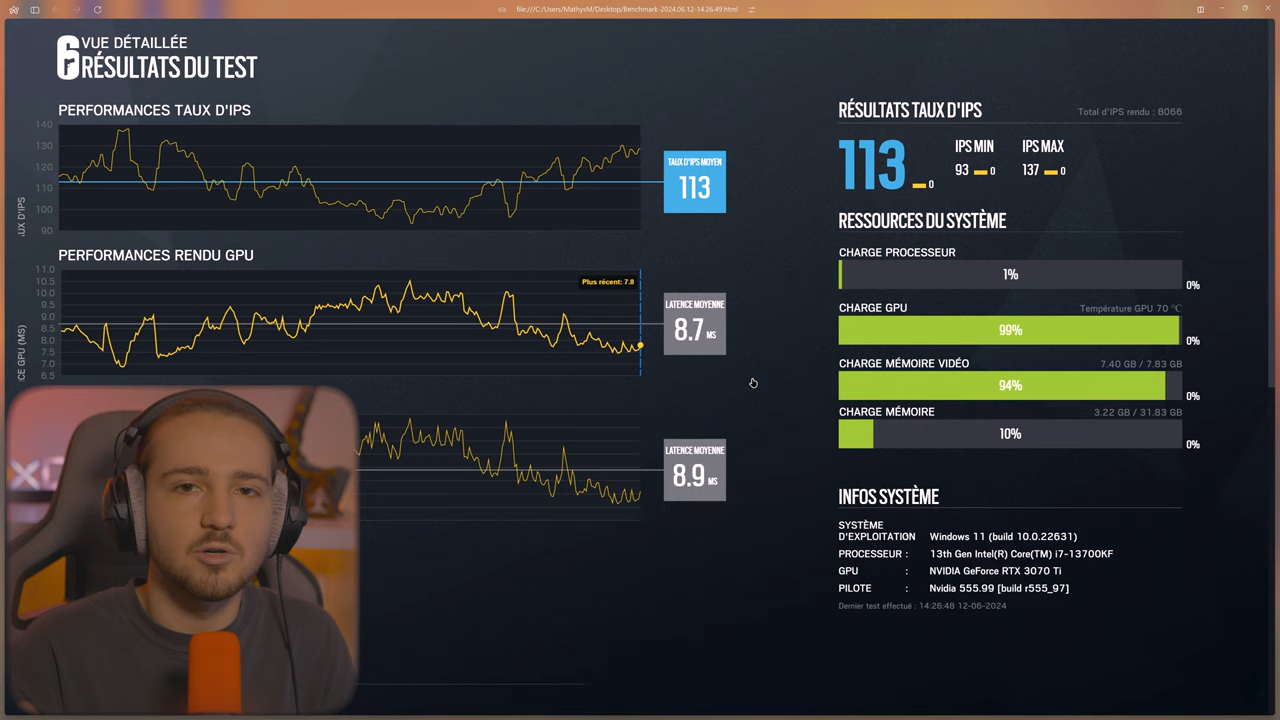 file:///C:/Users/MathysM/Desktop/Benchmark-2024.06.12-14.26.49.html
6
VUE DÉTAILLÉE
RÉSULTATS DU TEST
PERFORMANCES TAUX D'IPS
140
130
120
110
100
90
UX D'IPS
TAUX D'IPS MOYEN
113
PERFORMANCES RENDU GPU
11.0
10.5
10.0
9.5
9.0
8.5
8.0
7.5
7.0
6.5
CE GPU (MS)
Plus récent: 7.8
LATENCE MOYENNE
8.7 MS
LATENCE MOYENNE
8.9 MS
RÉSULTATS TAUX D'IPS
Total d'IPS rendu : 8066
113 0
IPS MIN
93 0
IPS MAX
137 0
RESSOURCES DU SYSTÈME
CHARGE PROCESSEUR
1%
0%
CHARGE GPU
Température GPU 70 °C
99%
0%
CHARGE MÉMOIRE VIDÉO
7.40 GB / 7.83 GB
94%
0%
CHARGE MÉMOIRE
3.22 GB / 31.83 GB
10%
0%
INFOS SYSTÈME
SYSTÈME
D'EXPLOITATION Windows 11 (build 10.0.22631)
PROCESSEUR : 13th Gen Intel(R) Core(TM) i7-13700KF
GPU : NVIDIA GeForce RTX 3070 Ti
PILOTE : Nvidia 555.99 [build r555_97]
Dernier test effectué : 14:26:48 12-06-2024